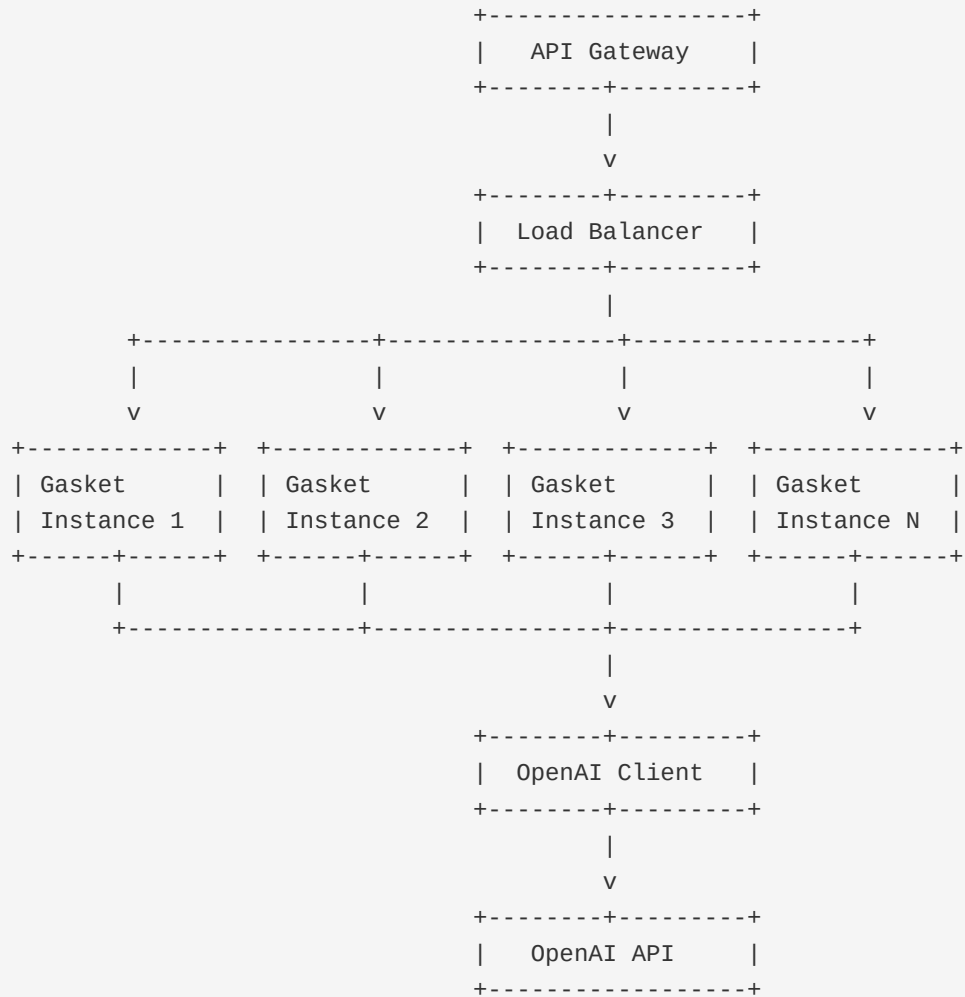 API Gateway
Load Balancer
Gasket Gasket Gasket Gasket
Instance 1 Instance 2 Instance 3 Instance N
OpenAI Client
OpenAI API